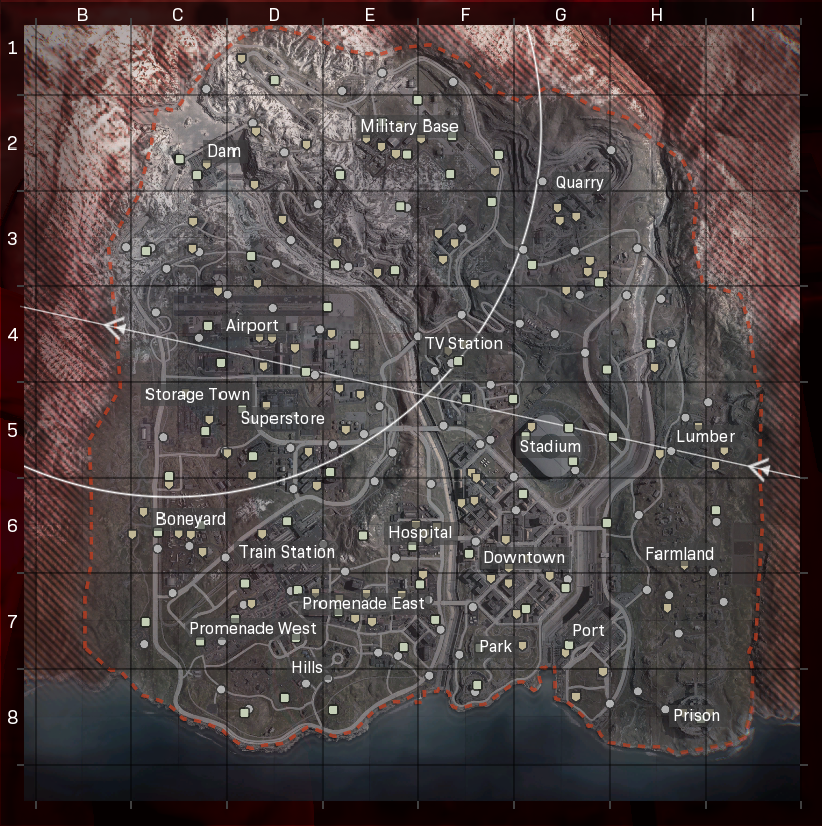 B C D E F G H I
1
2
3
4
5
6
7
8
Military Base
Dam
Quarry
Airport
TV Station
Storage Town
Superstore
Stadium
Lumber
Boneyard
Hospital
Train Station
Downtown
Farmland
Promenade East
Promenade West
Port
Park
Hills
Prison